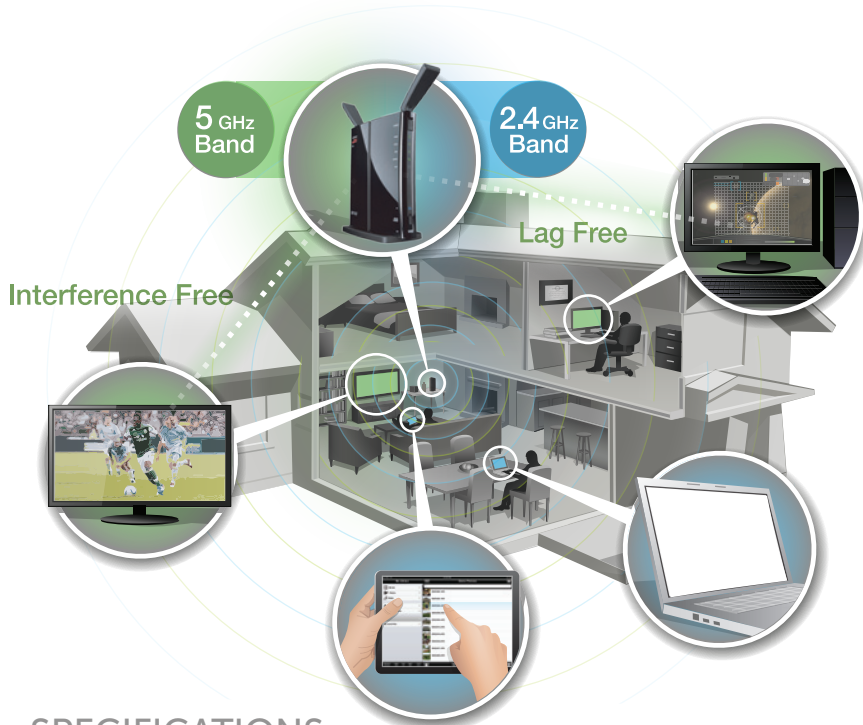 5 GHz
Band
2.4 GHz
Band
Lag Free
Interference Free
SPECIFICATIONS